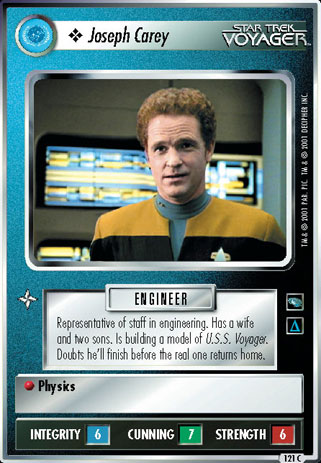 ❖ Joseph Carey
STAR TREK
VOYAGER™
TM & © 2001 PAR. PIC. TM & © 2001 DECIPHER INC.
ENGINEER
Representative of staff in engineering. Has a wife
and two sons. Is building a model of U.S.S. Voyager.
Doubts he'll finish before the real one returns home.
Physics
INTEGRITY 6 CUNNING 7 STRENGTH 6
121 C